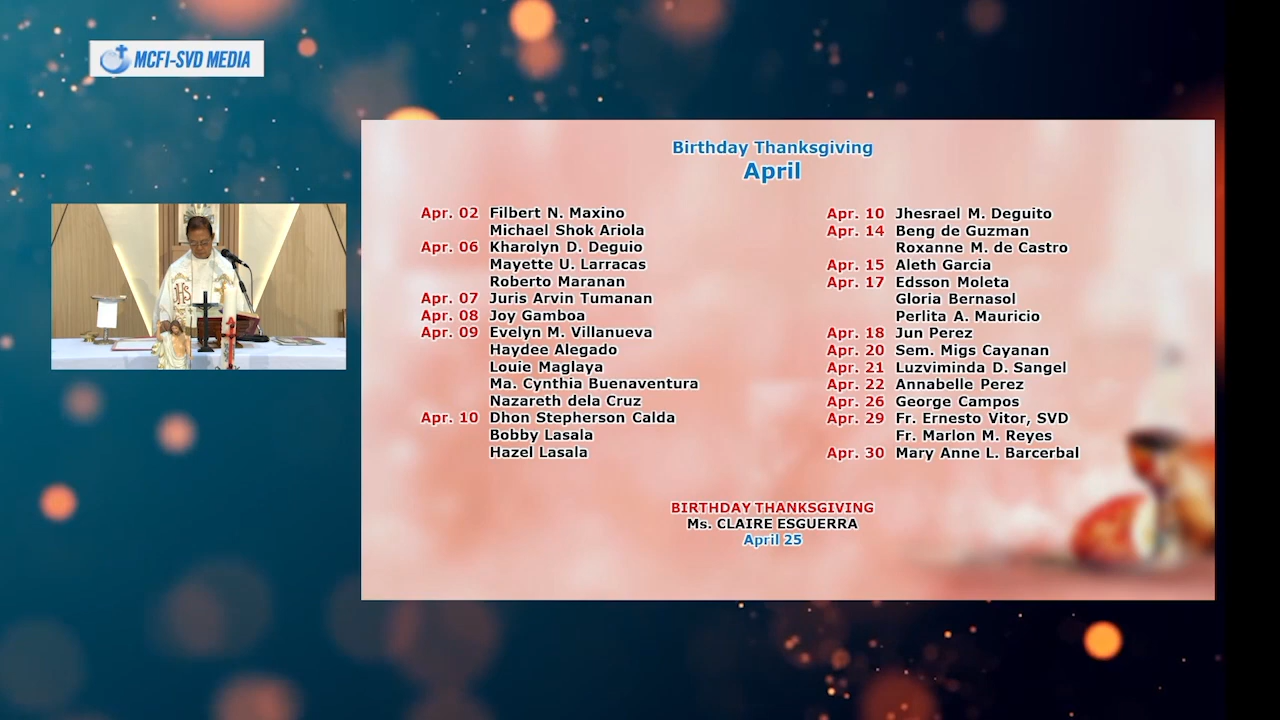 MCFI-SVD MEDIA
Birthday Thanksgiving
April
Apr. 02 Filbert N. Maxino
Michael Shok Ariola
Apr. 06 Kharolyn D. Deguio
Mayette U. Larracas
Roberto Maranan
Apr. 07 Juris Arvin Tumanan
Apr. 08 Joy Gamboa
Apr. 09 Evelyn M. Villanueva
Haydee Alegado
Louie Maglaya
Ma. Cynthia Buenaventura
Nazareth dela Cruz
Apr. 10 Dhon Stepherson Calda
Bobby Lasala
Hazel Lasala
Apr. 10 Jhesrael M. Deguito
Apr. 14 Beng de Guzman
Roxanne M. de Castro
Apr. 15 Aleth Garcia
Apr. 17 Edsson Moleta
Gloria Bernasol
Perlita A. Mauricio
Apr. 18 Jun Perez
Apr. 20 Sem. Migs Cayanan
Apr. 21 Luzviminda D. Sangel
Apr. 22 Annabelle Perez
Apr. 26 George Campos
Apr. 29 Fr. Ernesto Vitor, SVD
Fr. Marlon M. Reyes
Apr. 30 Mary Anne L. Barcerbal
BIRTHDAY THANKSGIVING
Ms. CLAIRE ESGUERRA
April 25